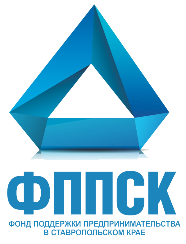 ФППСК
ФОНД ПОДДЕРЖКИ ПРЕДПРИНИМАТЕЛЬСТВА
В СТАВРОПОЛЬСКОМ КРАЕ